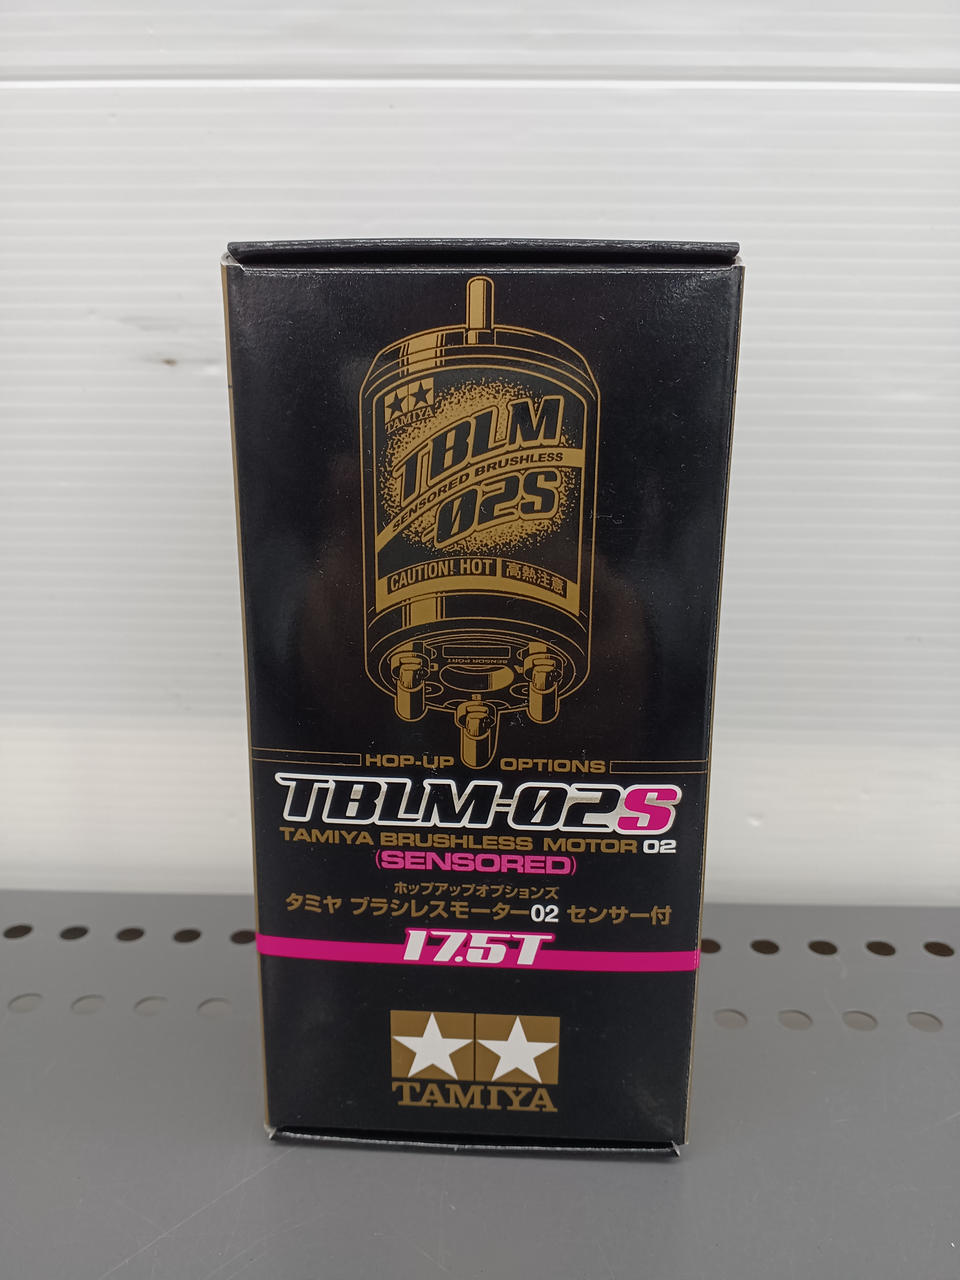 TAMIYA
TBLM
SENSORED BRUSHLESS
-02S
CAUTION! HOT 高熱注意
SENSOR PORT
B
HOP-UP OPTIONS
TBLM-02S
TAMIYA BRUSHLESS MOTOR 02
(SENSORED)
ホップアップオプションズ
タミヤ ブラシレスモーター02 センサー付
17.5T
TAMIYA